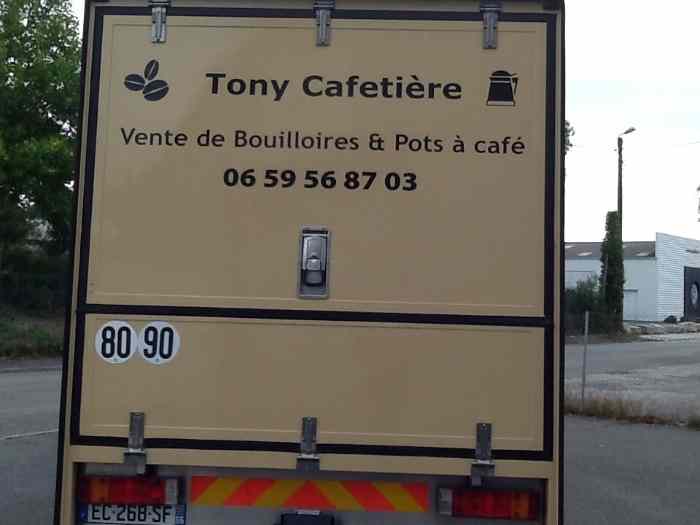 Tony Cafetière
Vente de Bouilloires & Pots à café
06 59 56 87 03
80 90
EC-268-SF